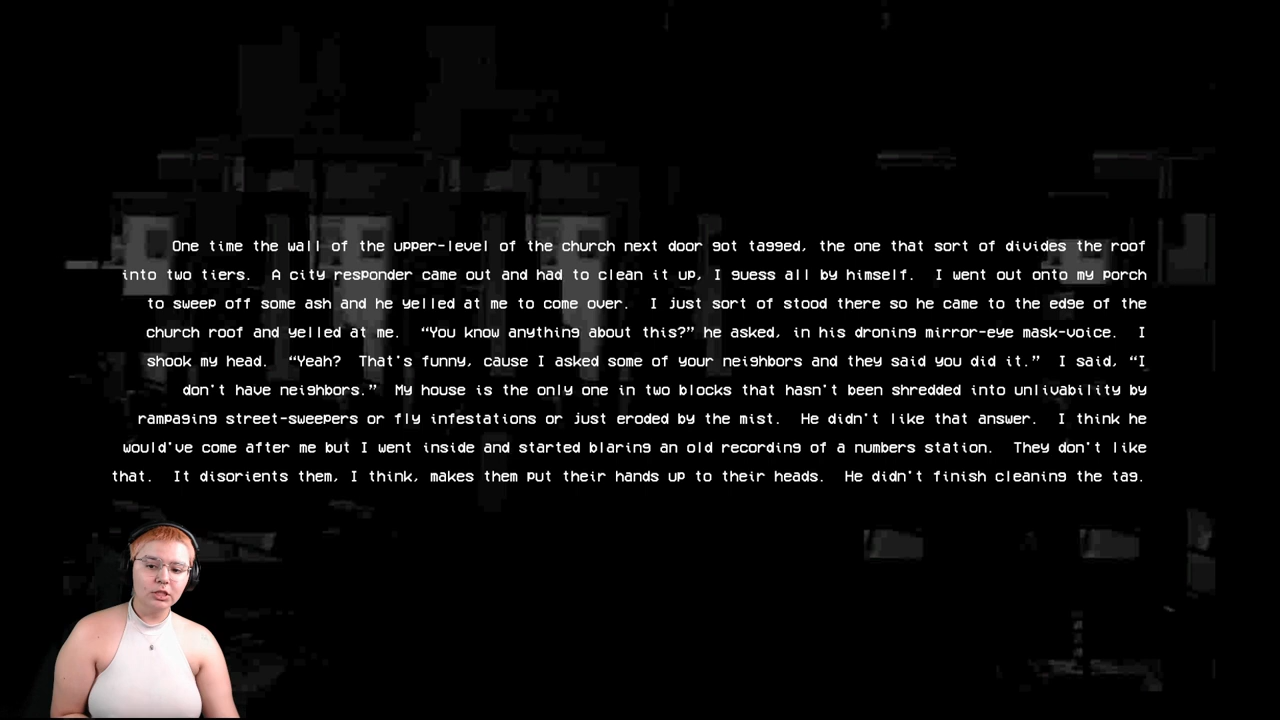 One time the wall of the upper-level of the church next door got tagged, the one that sort of divides the roof
into two tiers.  A city responder came out and had to clean it up, I guess all by himself.  I went out onto my porch
to sweep off some ash and he yelled at me to come over.  I just sort of stood there so he came to the edge of the
church roof and yelled at me.  “You know anything about this?” he asked, in his droning mirror-eye mask-voice.  I
shook my head.  “Yeah?  That's funny, cause I asked some of your neighbors and they said you did it.”  I said, “I
don't have neighbors.”  My house is the only one in two blocks that hasn't been shredded into unlivability by
rampaging street-sweepers or fly infestations or just eroded by the mist.  He didn't like that answer.  I think he
would've come after me but I went inside and started blaring an old recording of a numbers station.  They don't like
that.  It disorients them, I think, makes them put their hands up to their heads.  He didn't finish cleaning the tag.